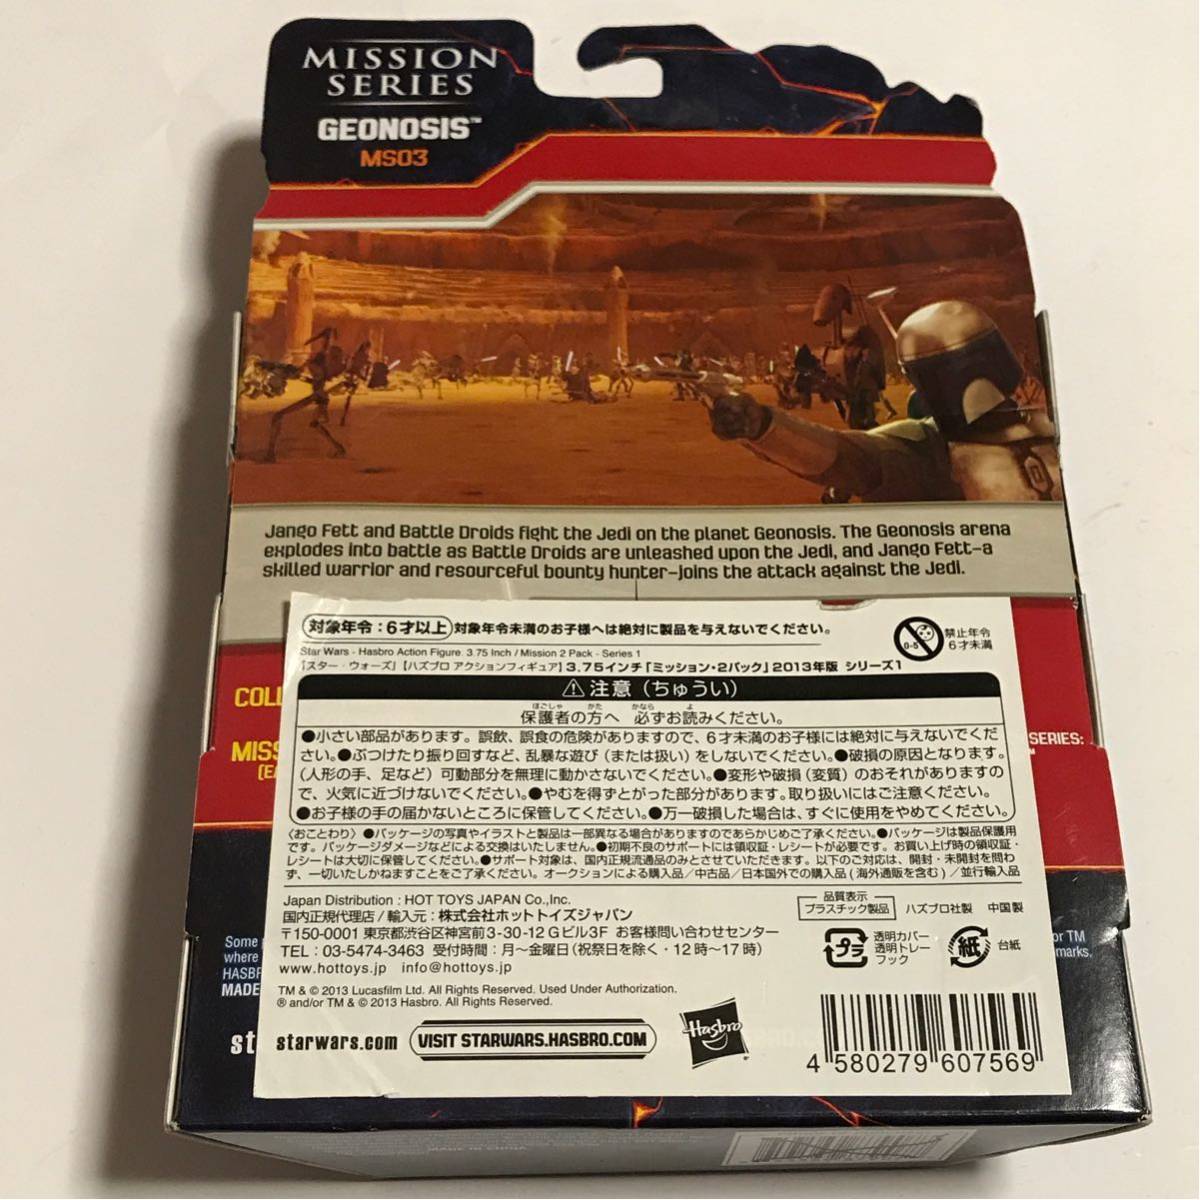 MISSION
SERIES
GEONOSIS™
MS03
Jango Fett and Battle Droids fight the Jedi on the planet Geonosis. The Geonosis arena
explodes into battle as Battle Droids are unleashed upon the Jedi, and Jango Fett–a
skilled warrior and resourceful bounty hunter–joins the attack against the Jedi.
対象年令：6才以上 対象年令未満のお子様へは絶対に製品を与えないでください。
0-5
禁止年令
6才未満
Star Wars - Hasbro Action Figure. 3.75 Inch / Mission 2 Pack - Series 1
『スター・ウォーズ』【ハズブロ アクションフィギュア】3.75インチ「ミッション・2パック」2013年版 シリーズ1
⚠注意（ちゅうい）
保護者の方へ 必ずお読みください。
ほごしゃ かた かなら よ
●小さい部品があります。誤飲、誤食の危険がありますので、6才未満のお子様には絶対に与えないでくだ
さい。●ぶつけたり振り回すなど、乱暴な遊び（または扱い）をしないでください。●破損の原因となります。
（人形の手、足など）可動部分を無理に動かさないでください。●変形や破損（変質）のおそれがありますの
で、火気に近づけないでください。●やむを得ずとがった部分があります。取り扱いにはご注意ください。
●お子様の手の届かないところに保管してください。●万一破損した場合は、すぐに使用をやめてください。
〈おことわり〉●パッケージの写真やイラストと製品は一部異なる場合がありますのであらかじめご了承ください。●パッケージは製品保護用
です。パッケージダメージなどによる交換はいたしません。●初期不良のサポートには領収証・レシートが必要です。お買い上げ時の領収証・
レシートは大切に保管してください。●サポート対象は、国内正規流通品のみとさせていただきます。以下のご対応は、開封・未開封を問わ
ず、一切いたしかねますことをご了承ください。オークションによる購入品／中古品／日本国外での購入品（海外通販を含む）／並行輸入品
Japan Distribution : HOT TOYS JAPAN Co.,Inc.
国内正規代理店 / 輸入元：株式会社ホットトイズジャパン
〒150-0001 東京都渋谷区神宮前3-30-12 Gビル3F お客様問い合わせセンター
TEL：03-5474-3463 受付時間：月～金曜日（祝祭日を除く・12時～17時）
www.hottoys.jp info@hottoys.jp
品質表示
プラスチック製品 ハズブロ社製 中国製
プラ
透明カバー
透明トレー
フック
紙
台紙
TM & © 2013 Lucasfilm Ltd. All Rights Reserved. Used Under Authorization.
® and/or TM & © 2013 Hasbro. All Rights Reserved.
starwars.com
VISIT STARWARS.HASBRO.COM
Hasbro
4 580279 607569
COLL
MISS
SERIES:
Some
where
HASB
MADE
or TM
marks.
st